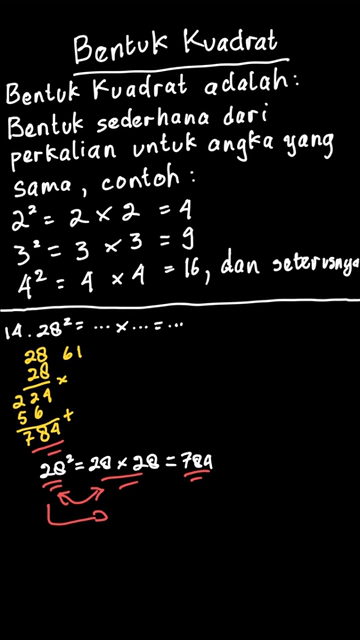 Bentuk Kuadrat
Bentuk Kuadrat adalah:
Bentuk sederhana dari
perkalian untuk angka yang
sama, contoh:
2² = 2 × 2 = 4
3² = 3 × 3 = 9
4² = 4 × 4 = 16, dan seterusnya
14. 28² = ... × ... = ...
28 61
28 ×
224
56 +
784
28² = 28 × 28 = 784